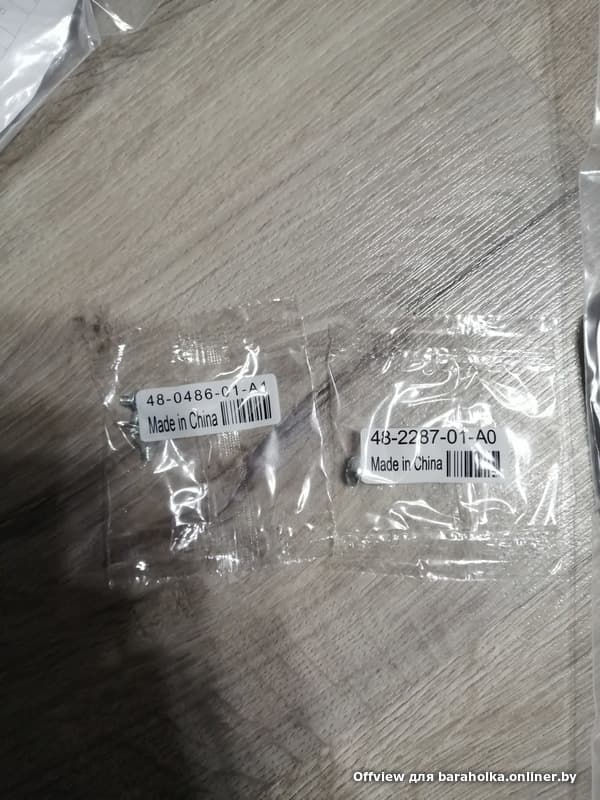 48-0486-01-A1
Made in China
48-2287-01-A0
Made in China
Offview для baraholka.onliner.by